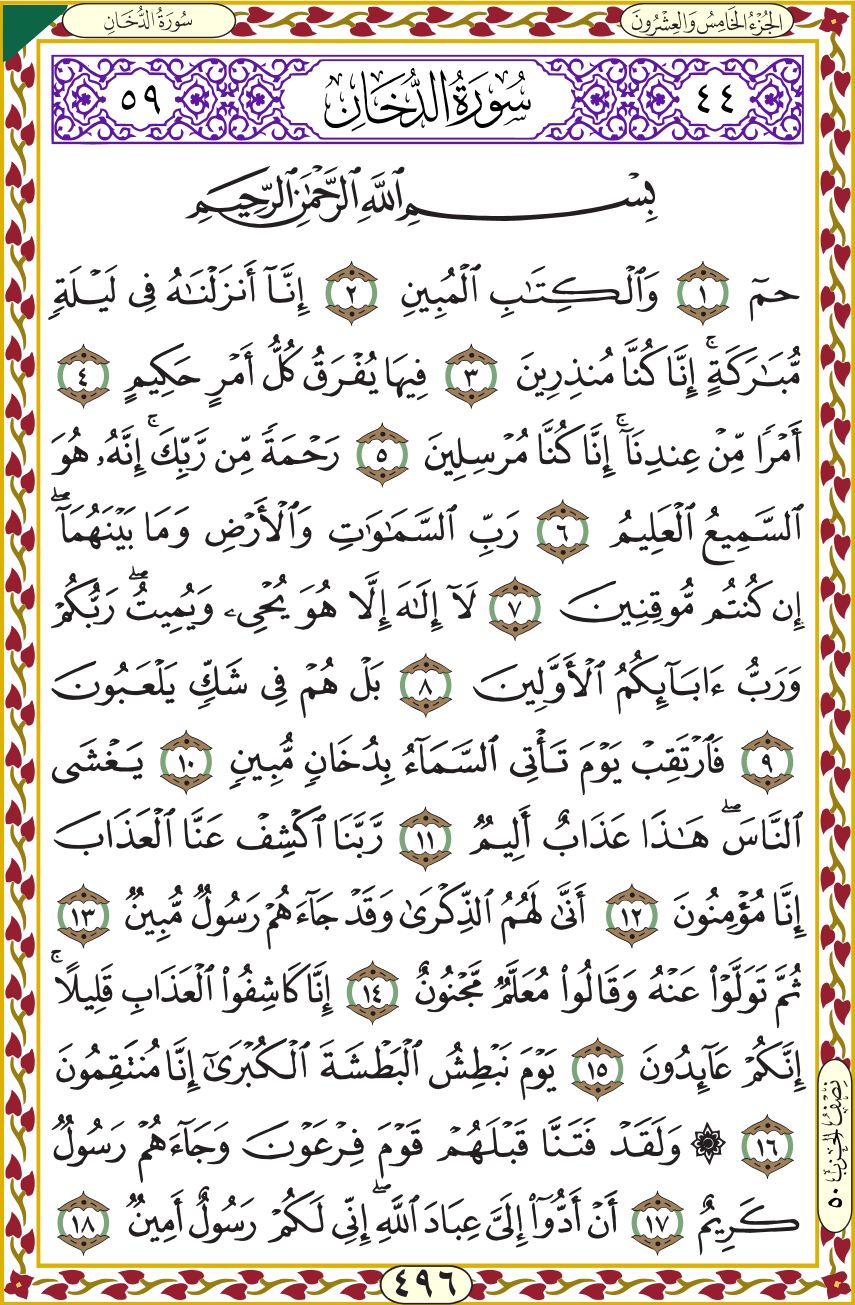 الجُزْءُ الخَامِسُ وَالعِشْرُونَ
سُورَةُ الدُّخَانِ
٤٤ سُورَةُ الدُّخَانِ ٥٩
بِسْمِ ٱللَّهِ ٱلرَّحْمَٰنِ ٱلرَّحِيمِ
حمٓ ١ وَٱلْكِتَٰبِ ٱلْمُبِينِ ٢ إِنَّآ أَنزَلْنَٰهُ فِى لَيْلَةٍ
مُّبَٰرَكَةٍ ۚ إِنَّا كُنَّا مُنذِرِينَ ٣ فِيهَا يُفْرَقُ كُلُّ أَمْرٍ حَكِيمٍ ٤
أَمْرًا مِّنْ عِندِنَآ ۚ إِنَّا كُنَّا مُرْسِلِينَ ٥ رَحْمَةً مِّن رَّبِّكَ ۚ إِنَّهُۥ هُوَ
ٱلسَّمِيعُ ٱلْعَلِيمُ ٦ رَبِّ ٱلسَّمَٰوَٰتِ وَٱلْأَرْضِ وَمَا بَيْنَهُمَآ ۖ
إِن كُنتُم مُّوقِنِينَ ٧ لَآ إِلَٰهَ إِلَّا هُوَ يُحْىِۦ وَيُمِيتُ ۖ رَبُّكُمْ
وَرَبُّ ءَابَآئِكُمُ ٱلْأَوَّلِينَ ٨ بَلْ هُمْ فِى شَكٍّ يَلْعَبُونَ
٩ فَٱرْتَقِبْ يَوْمَ تَأْتِى ٱلسَّمَآءُ بِدُخَانٍ مُّبِينٍ ١٠ يَغْشَى
ٱلنَّاسَ ۖ هَٰذَا عَذَابٌ أَلِيمٌ ١١ رَّبَّنَا ٱكْشِفْ عَنَّا ٱلْعَذَابَ
إِنَّا مُؤْمِنُونَ ١٢ أَنَّىٰ لَهُمُ ٱلذِّكْرَىٰ وَقَدْ جَآءَهُمْ رَسُولٌ مُّبِينٌ ١٣
ثُمَّ تَوَلَّوْا۟ عَنْهُ وَقَالُوا۟ مُعَلَّمٌ مَّجْنُونٌ ١٤ إِنَّا كَاشِفُوا۟ ٱلْعَذَابِ قَلِيلًا ۚ
إِنَّكُمْ عَآئِدُونَ ١٥ يَوْمَ نَبْطِشُ ٱلْبَطْشَةَ ٱلْكُبْرَىٰٓ إِنَّا مُنتَقِمُونَ
١٦ ۞ وَلَقَدْ فَتَنَّا قَبْلَهُمْ قَوْمَ فِرْعَوْنَ وَجَآءَهُمْ رَسُولٌ
كَرِيمٌ ١٧ أَنْ أَدُّوٓا۟ إِلَىَّ عِبَادَ ٱللَّهِ ۖ إِنِّى لَكُمْ رَسُولٌ أَمِينٌ ١٨
نِصْفُ الحِزْبِ ٥٠
٤٩٦